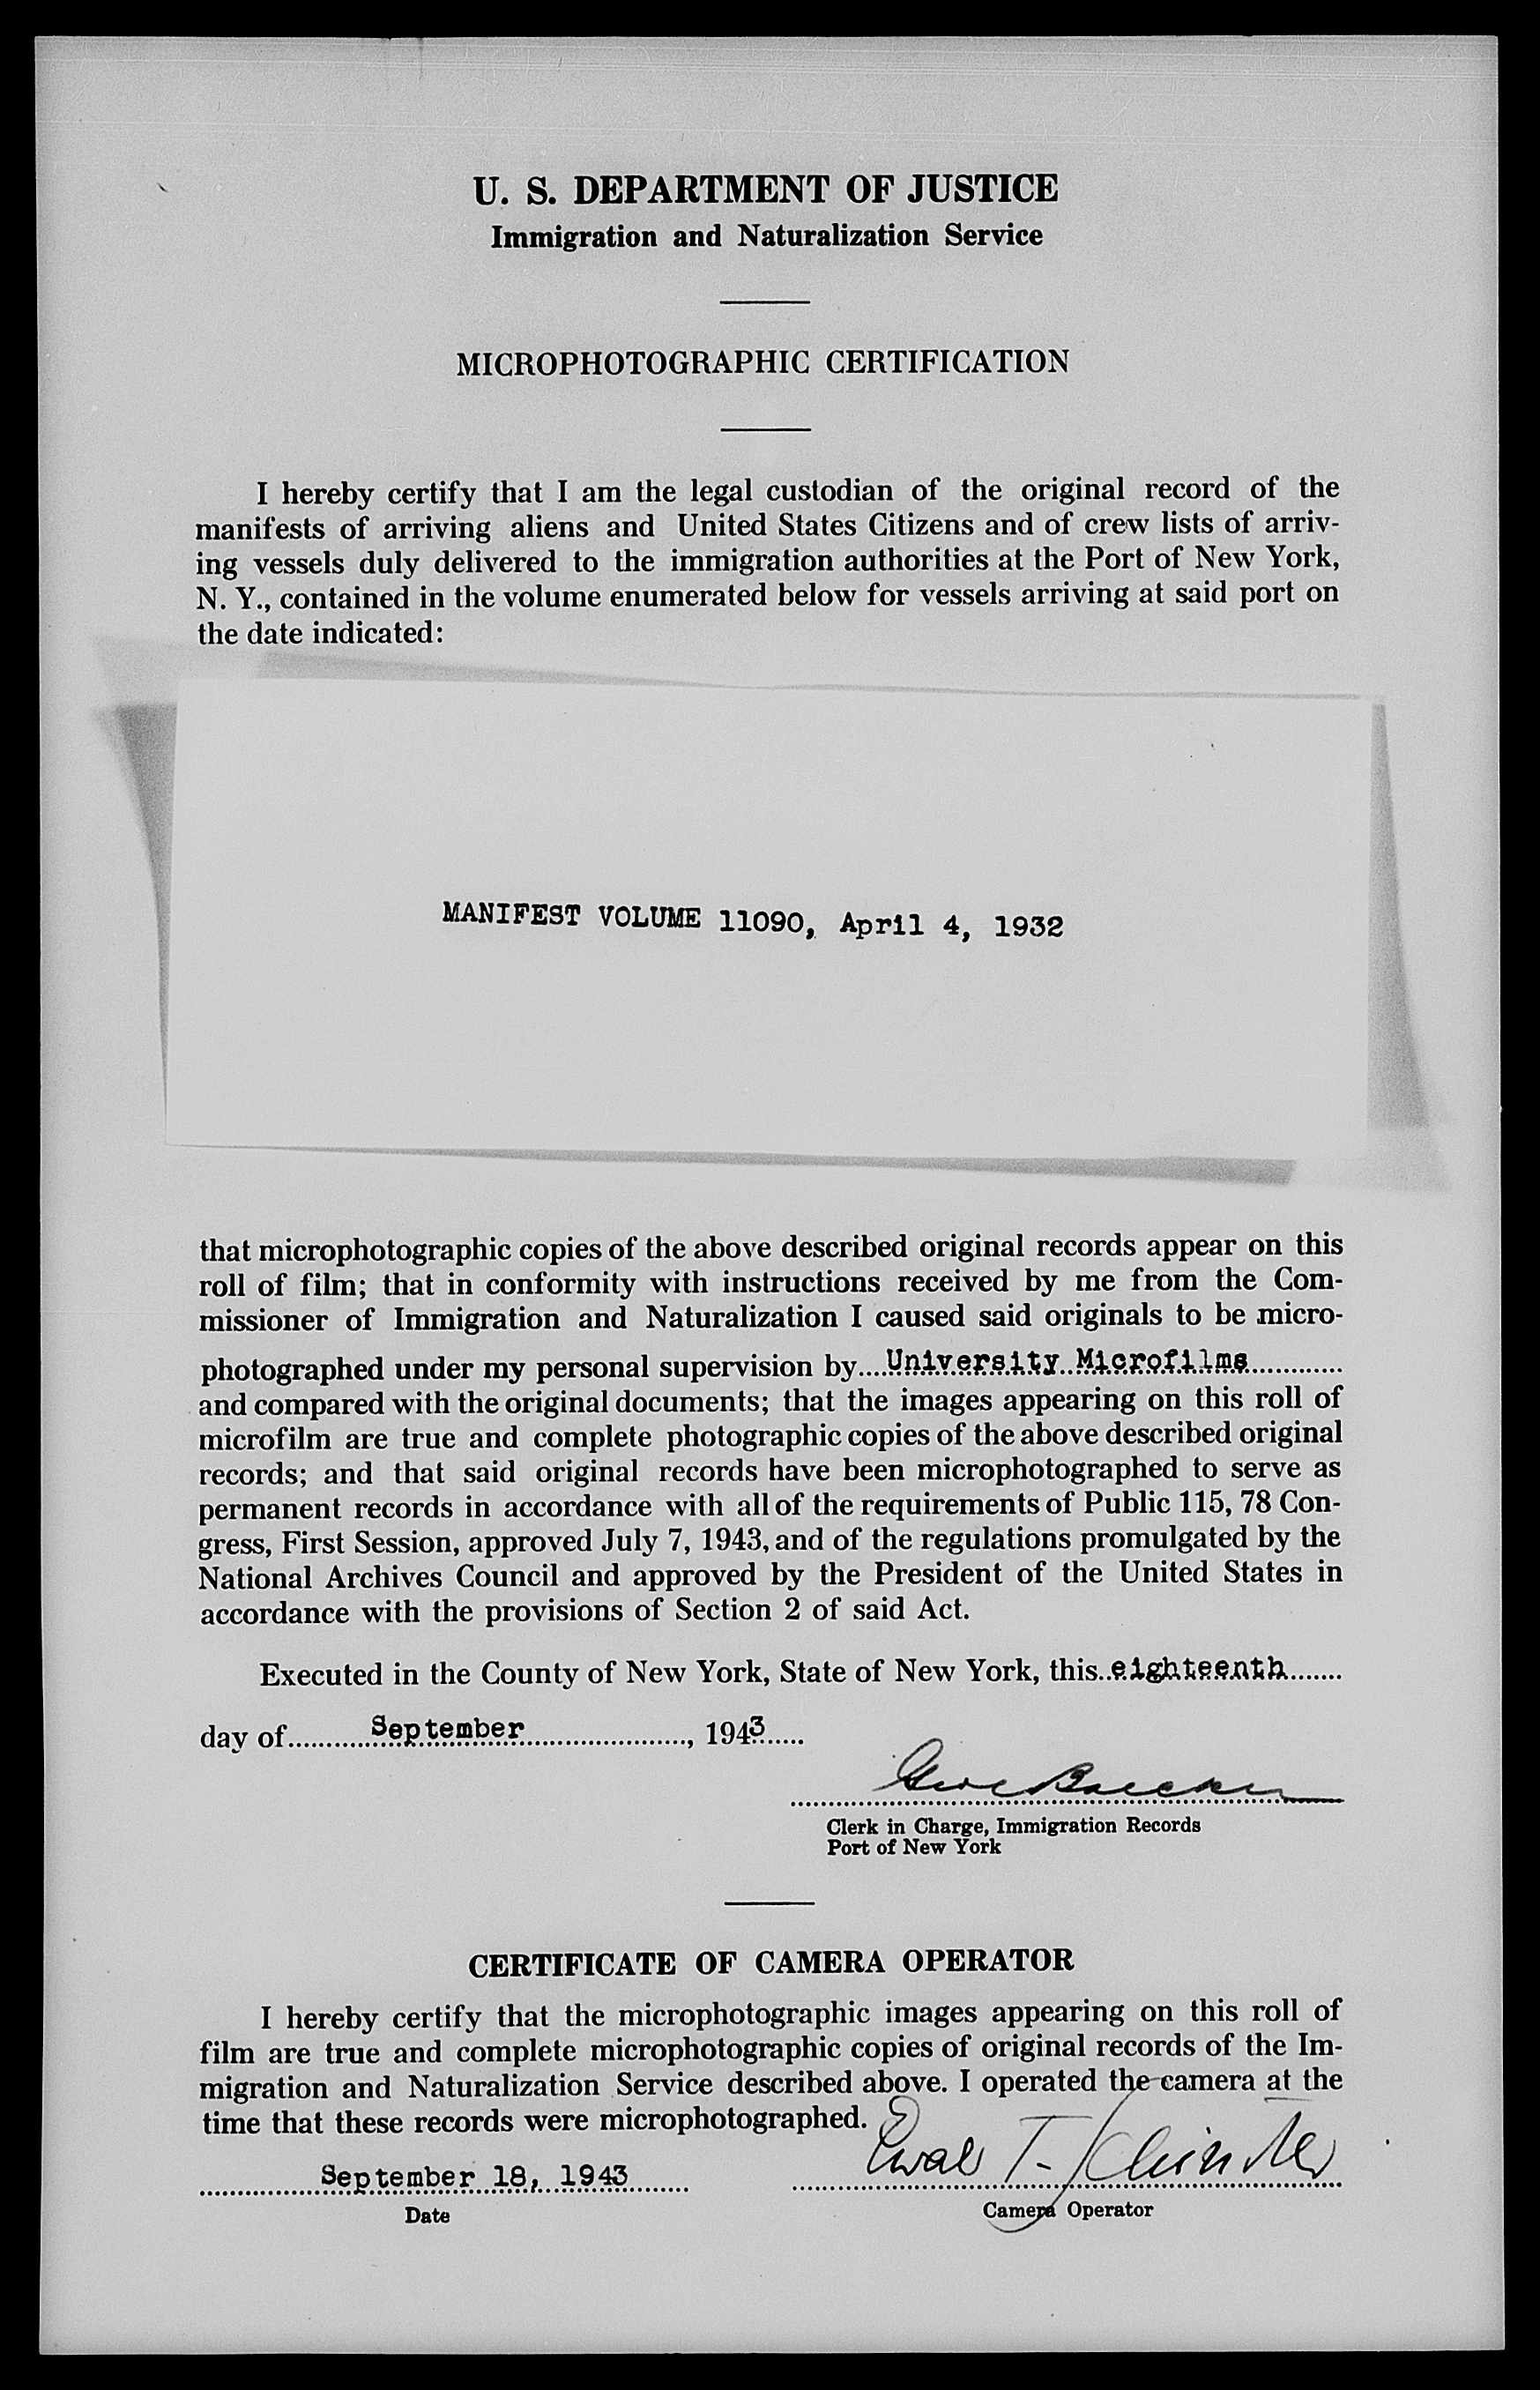 U. S. DEPARTMENT OF JUSTICE
Immigration and Naturalization Service
MICROPHOTOGRAPHIC CERTIFICATION
I hereby certify that I am the legal custodian of the original record of the
manifests of arriving aliens and United States Citizens and of crew lists of arriv-
ing vessels duly delivered to the immigration authorities at the Port of New York,
N. Y., contained in the volume enumerated below for vessels arriving at said port on
the date indicated:
MANIFEST VOLUME 11090, April 4, 1932
that microphotographic copies of the above described original records appear on this
roll of film; that in conformity with instructions received by me from the Com-
missioner of Immigration and Naturalization I caused said originals to be micro-
photographed under my personal supervision by....University Microfilms............
and compared with the original documents; that the images appearing on this roll of
microfilm are true and complete photographic copies of the above described original
records; and that said original records have been microphotographed to serve as
permanent records in accordance with all of the requirements of Public 115, 78 Con-
gress, First Session, approved July 7, 1943, and of the regulations promulgated by the
National Archives Council and approved by the President of the United States in
accordance with the provisions of Section 2 of said Act.
Executed in the County of New York, State of New York, this..eighteenth.......
day of............September......................, 1943......
Clerk in Charge, Immigration Records
Port of New York
CERTIFICATE OF CAMERA OPERATOR
I hereby certify that the microphotographic images appearing on this roll of
film are true and complete microphotographic copies of original records of the Im-
migration and Naturalization Service described above. I operated the camera at the
time that these records were microphotographed.
September 18, 1943
Date
Camera Operator